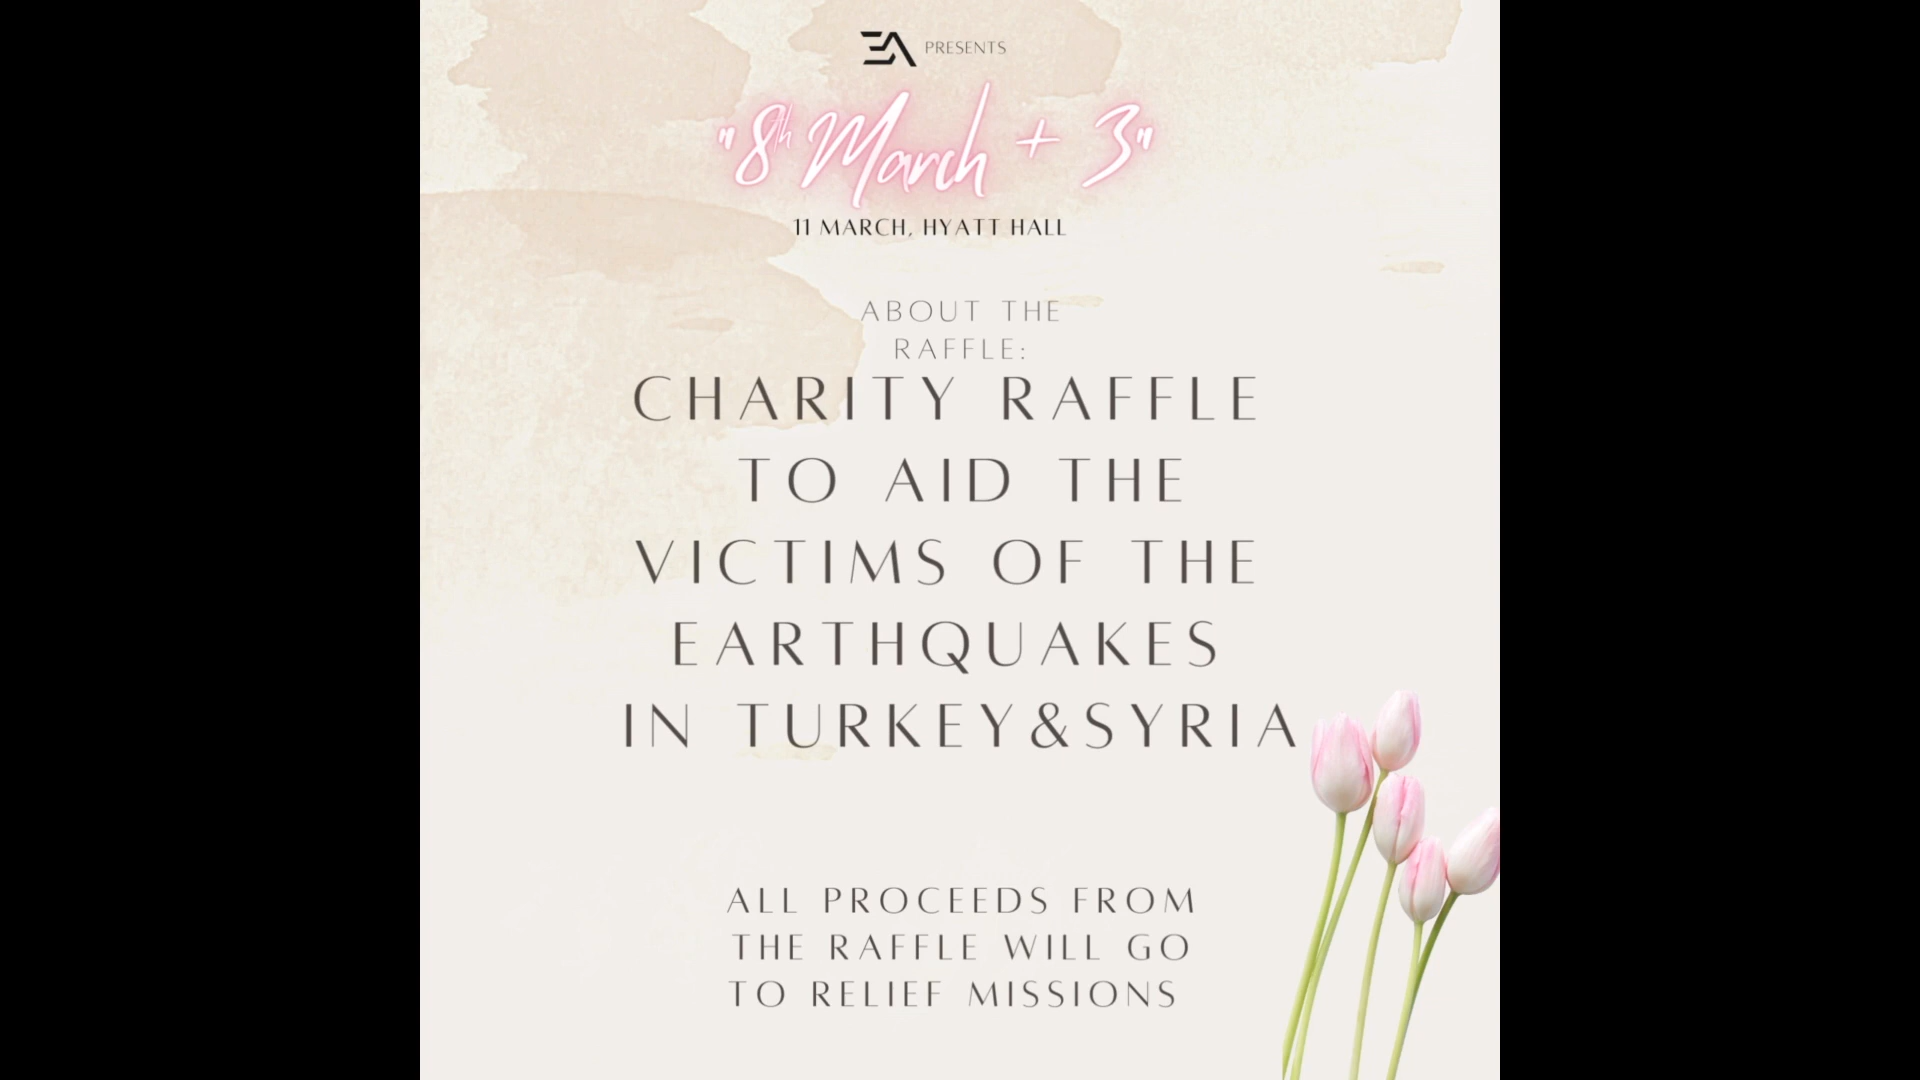 EA PRESENTS
"8th March + 3"
11 MARCH, HYATT HALL
ABOUT THE
RAFFLE:
CHARITY RAFFLE
TO AID THE
VICTIMS OF THE
EARTHQUAKES
IN TURKEY&SYRIA
ALL PROCEEDS FROM
THE RAFFLE WILL GO
TO RELIEF MISSIONS